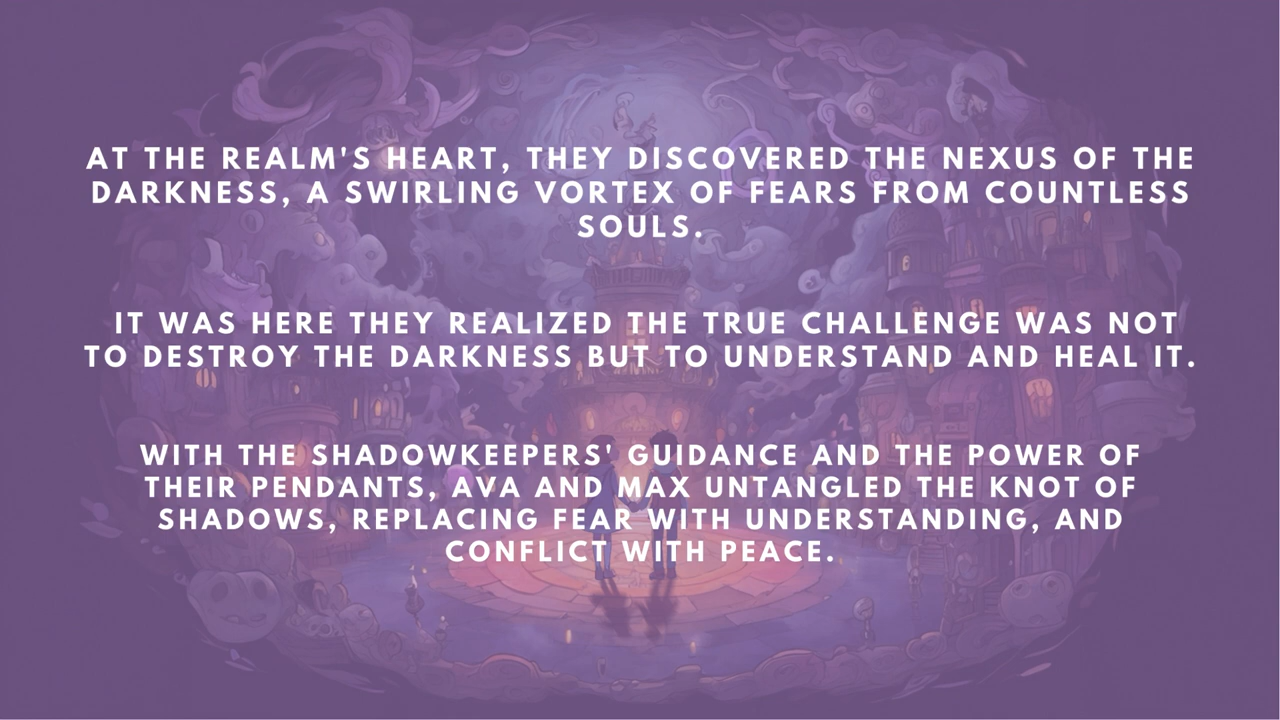 AT THE REALM'S HEART, THEY DISCOVERED THE NEXUS OF THE
DARKNESS, A SWIRLING VORTEX OF FEARS FROM COUNTLESS
SOULS.
IT WAS HERE THEY REALIZED THE TRUE CHALLENGE WAS NOT
TO DESTROY THE DARKNESS BUT TO UNDERSTAND AND HEAL IT.
WITH THE SHADOWKEEPERS' GUIDANCE AND THE POWER OF
THEIR PENDANTS, AVA AND MAX UNTANGLED THE KNOT OF
SHADOWS, REPLACING FEAR WITH UNDERSTANDING, AND
CONFLICT WITH PEACE.